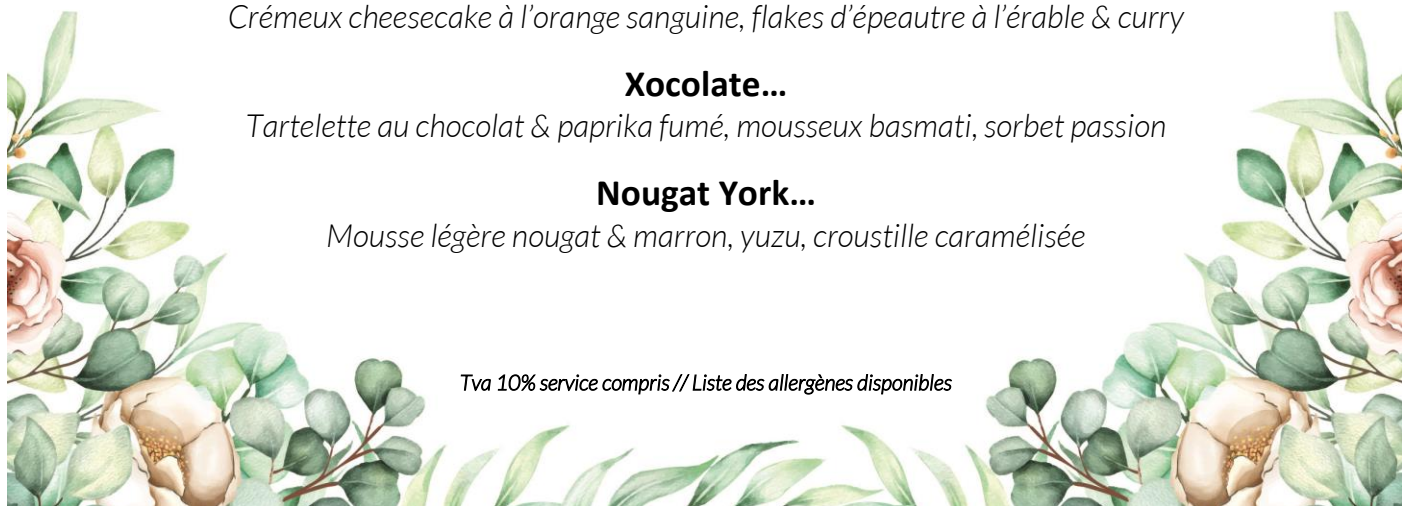 Crémeux cheesecake à l’orange sanguine, flakes d’épeautre à l’érable & curry
Xocolate…
Tartelette au chocolat & paprika fumé, mousseux basmati, sorbet passion
Nougat York…
Mousse légère nougat & marron, yuzu, croustille caramélisée
Tva 10% service compris // Liste des allergènes disponibles